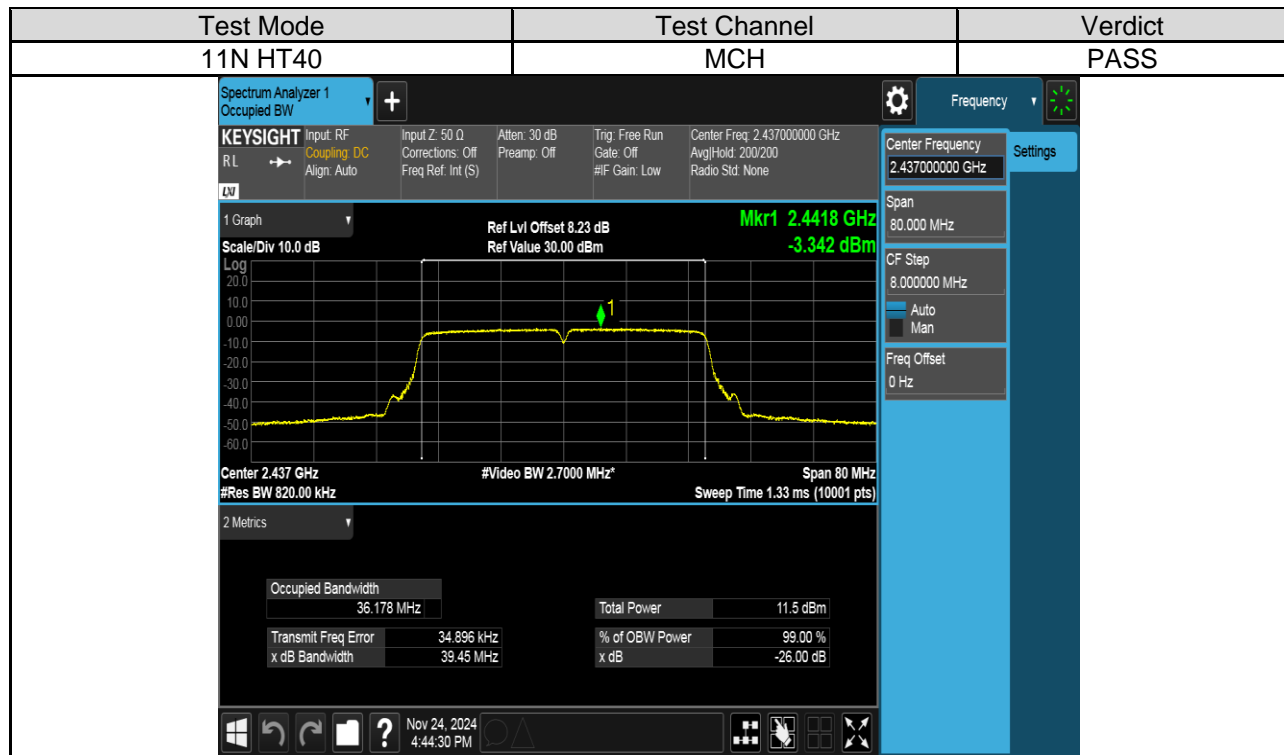 Test Mode Test Channel Verdict
11N HT40 MCH PASS
Spectrum Analyzer 1
Occupied BW
+
Frequency
KEYSIGHT Input: RF Input Z: 50 Ω Atten: 30 dB Trig: Free Run Center Freq: 2.437000000 GHz
R L Coupling: DC Corrections: Off Preamp: Off Gate: Off Avg|Hold: 200/200
Align: Auto Freq Ref: Int (S) #IF Gain: Low Radio Std: None
LXI
Center Frequency
2.437000000 GHz
Settings
Span
80.000 MHz
CF Step
8.000000 MHz
Auto
Man
Freq Offset
0 Hz
1 Graph Ref Lvl Offset 8.23 dB Mkr1 2.4418 GHz
Scale/Div 10.0 dB Ref Value 30.00 dBm -3.342 dBm
Log
20.0
10.0
1
0.00
-10.0
-20.0
-30.0
-40.0
-50.0
-60.0
Center 2.437 GHz #Video BW 2.7000 MHz* Span 80 MHz
#Res BW 820.00 kHz Sweep Time 1.33 ms (10001 pts)
2 Metrics
Occupied Bandwidth
36.178 MHz Total Power 11.5 dBm
Transmit Freq Error 34.896 kHz % of OBW Power 99.00 %
x dB Bandwidth 39.45 MHz x dB -26.00 dB
? Nov 24, 2024
4:44:30 PM